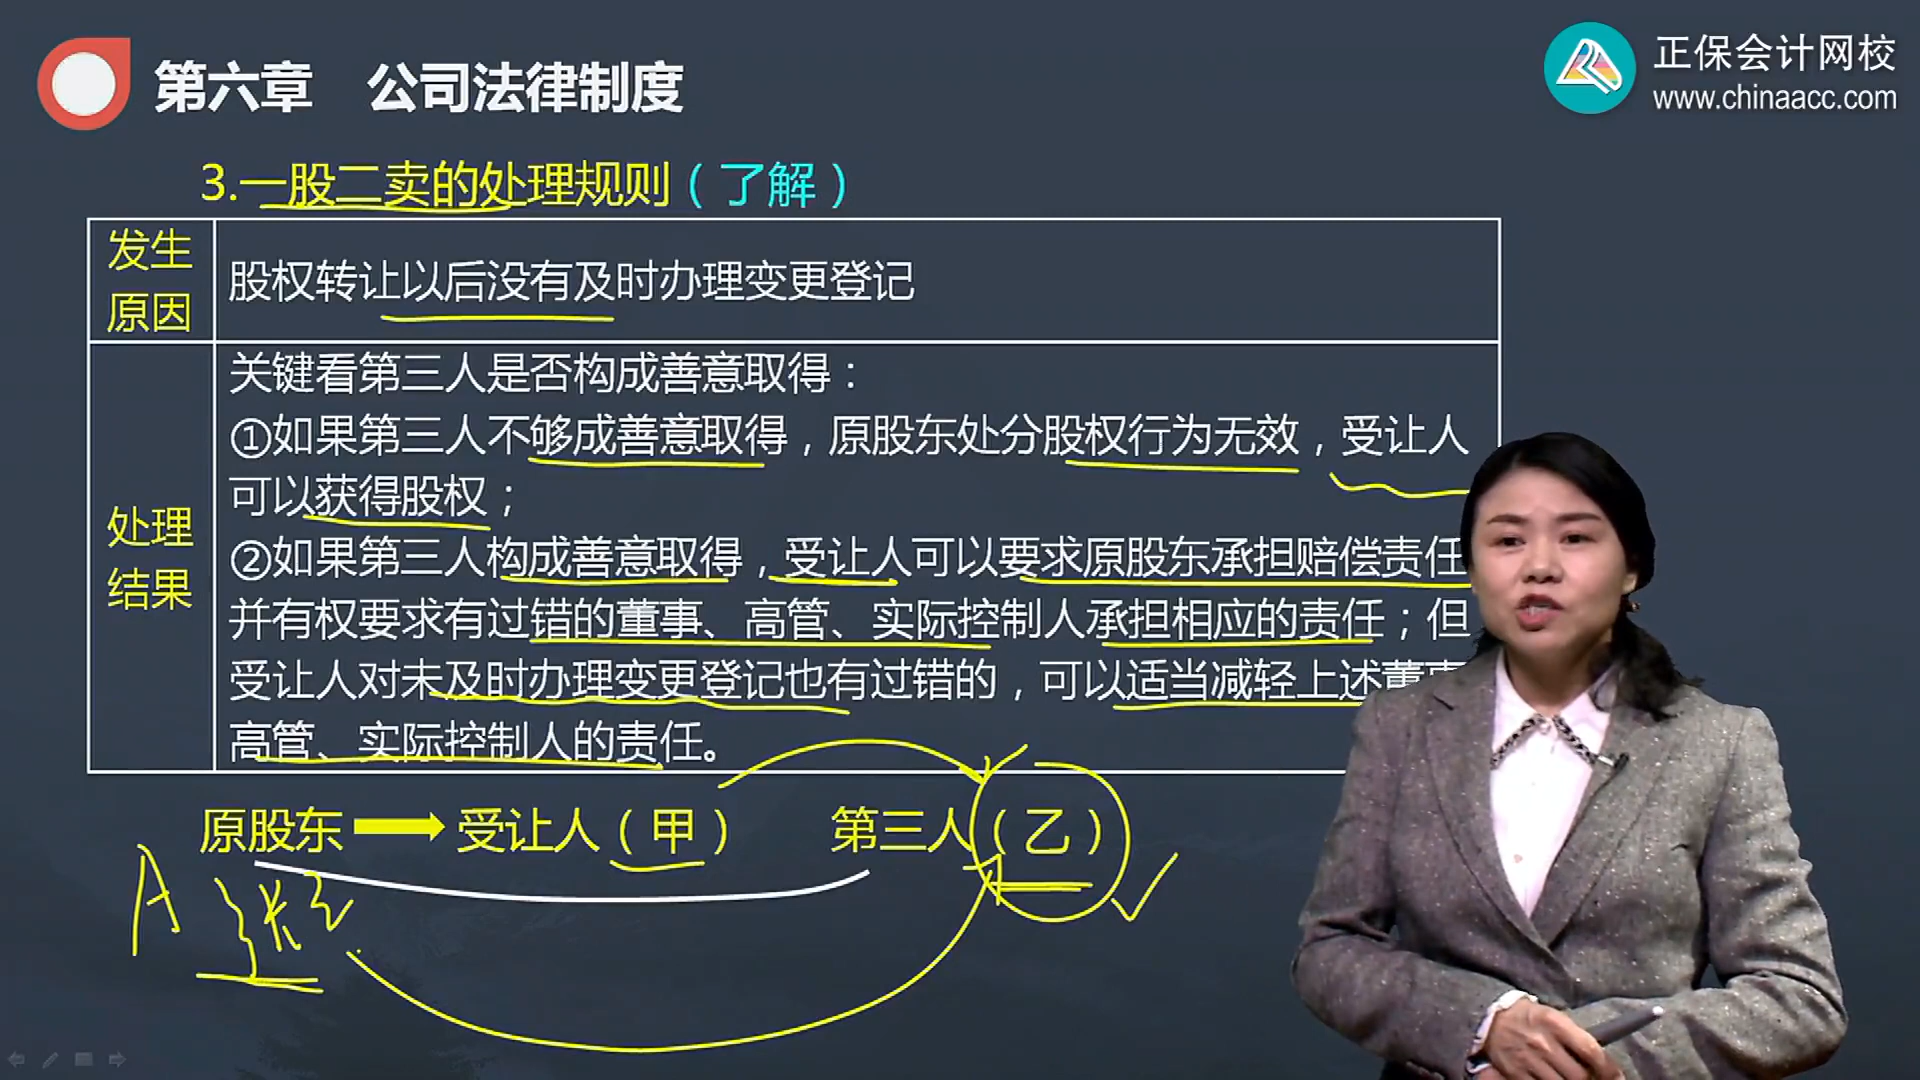 第六章 公司法律制度
正保会计网校
www.chinaacc.com
3.一股二卖的处理规则（了解）
发生
原因
股权转让以后没有及时办理变更登记
处理
结果
关键看第三人是否构成善意取得：
①如果第三人不够成善意取得，原股东处分股权行为无效，受让人
可以获得股权；
②如果第三人构成善意取得，受让人可以要求原股东承担赔偿责任
并有权要求有过错的董事、高管、实际控制人承担相应的责任；但
受让人对未及时办理变更登记也有过错的，可以适当减轻上述董事
高管、实际控制人的责任。
原股东 受让人（甲） 第三人（乙）
A 张